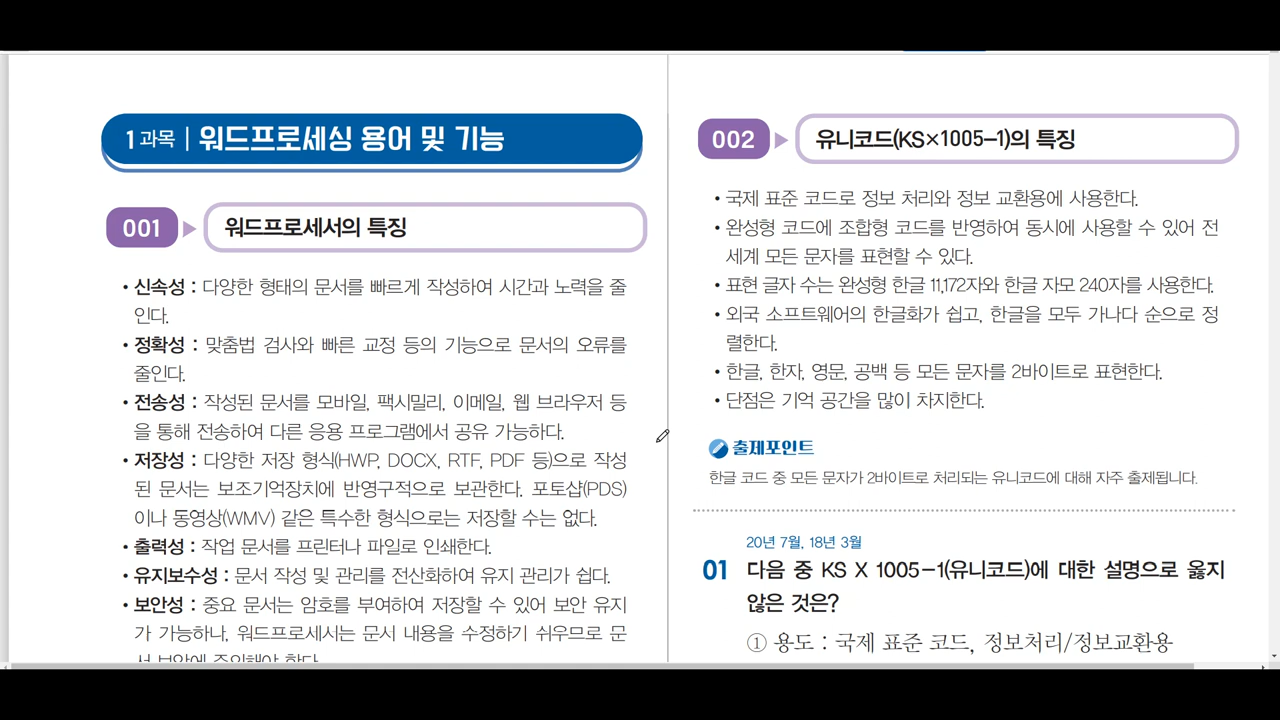 1과목 | 워드프로세싱 용어 및 기능
001 워드프로세서의 특징
• 신속성 : 다양한 형태의 문서를 빠르게 작성하여 시간과 노력을 줄
인다.
• 정확성 : 맞춤법 검사와 빠른 교정 등의 기능으로 문서의 오류를
줄인다.
• 전송성 : 작성된 문서를 모바일, 팩시밀리, 이메일, 웹 브라우저 등
을 통해 전송하여 다른 응용 프로그램에서 공유 가능하다.
• 저장성 : 다양한 저장 형식(HWP, DOCX, RTF, PDF 등)으로 작성
된 문서는 보조기억장치에 반영구적으로 보관한다. 포토샵(PDS)
이나 동영상(WMV) 같은 특수한 형식으로는 저장할 수는 없다.
• 출력성 : 작업 문서를 프린터나 파일로 인쇄한다.
• 유지보수성 : 문서 작성 및 관리를 전산화하여 유지 관리가 쉽다.
• 보안성 : 중요 문서는 암호를 부여하여 저장할 수 있어 보안 유지
가 가능하나, 워드프로세서는 문서 내용을 수정하기 쉬우므로 문
서 보안에 주의해야 한다.
002 유니코드(KS×1005-1)의 특징
• 국제 표준 코드로 정보 처리와 정보 교환용에 사용한다.
• 완성형 코드에 조합형 코드를 반영하여 동시에 사용할 수 있어 전
세계 모든 문자를 표현할 수 있다.
• 표현 글자 수는 완성형 한글 11,172자와 한글 자모 240자를 사용한다.
• 외국 소프트웨어의 한글화가 쉽고, 한글을 모두 가나다 순으로 정
렬한다.
• 한글, 한자, 영문, 공백 등 모든 문자를 2바이트로 표현한다.
• 단점은 기억 공간을 많이 차지한다.
출제포인트
한글 코드 중 모든 문자가 2바이트로 처리되는 유니코드에 대해 자주 출제됩니다.
20년 7월, 18년 3월
01 다음 중 KS X 1005-1(유니코드)에 대한 설명으로 옳지
않은 것은?
① 용도 : 국제 표준 코드, 정보처리/정보교환용